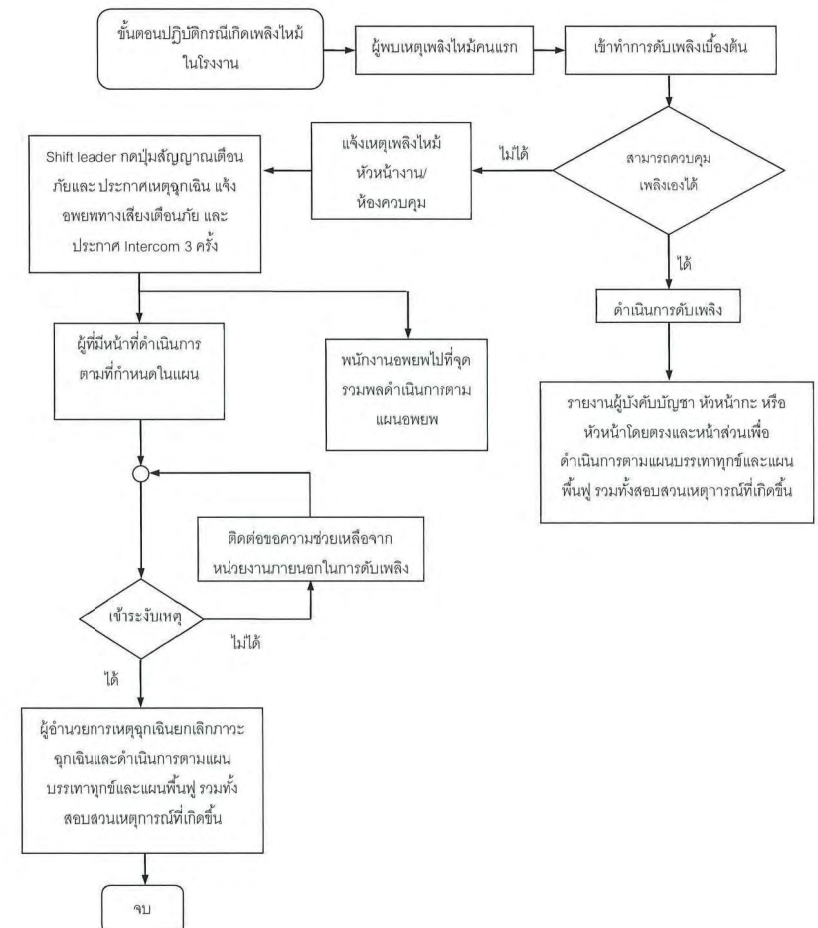 ขั้นตอนปฏิบัติกรณีเกิดเพลิงไหม้
ในโรงงาน
ผู้พบเหตุเพลิงไหม้คนแรก
เข้าทำการดับเพลิงเบื้องต้น
สามารถควบคุม
เพลิงเองได้
ไม่ได้
แจ้งเหตุเพลิงไหม้
หัวหน้างาน/
ห้องควบคุม
Shift leader กดปุ่มสัญญาณเตือน
ภัยและ ประกาศเหตุฉุกเฉิน แจ้ง
อพยพทางเสียงเตือนภัย และ
ประกาศ Intercom 3 ครั้ง
ได้
ดำเนินการดับเพลิง
รายงานผู้บังคับบัญชา หัวหน้ากะ หรือ
หัวหน้าโดยตรงและหน้าส่วนเพื่อ
ดำเนินการตามแผนบรรเทาทุกข์และแผน
พื้นฟู รวมทั้งสอบสวนเหตุาารณ์ที่เกิดขึ้น
ผู้ที่มีหน้าที่ดำเนินการ
ตามที่กำหนดในแผน
พนักงานอพยพไปที่จุด
รวมพลดำเนินการตาม
แผนอพยพ
ติดต่อขอความช่วยเหลือจาก
หน่วยงานภายนอกในการดับเพลิง
เข้าระงับเหตุ
ไม่ได้
ได้
ผู้อำนวยการเหตุฉุกเฉินยกเลิกภาวะ
ฉุกเฉินและดำเนินการตามแผน
บรรเทาทุกข์และแผนพื้นฟู รวมทั้ง
สอบสวนเหตุการณ์ที่เกิดขึ้น
จบ